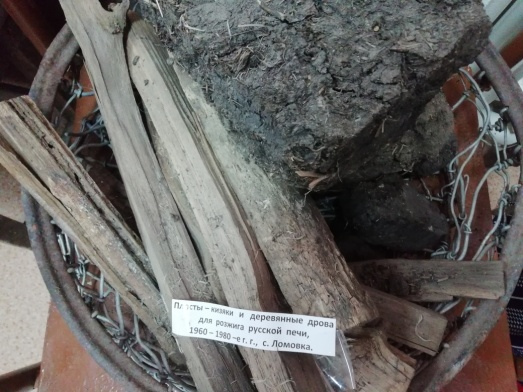 Пласты – кизяки и деревянные дрова
для розжига русской печи,
1960 – 1980 –е г. г., с. Ломовка.